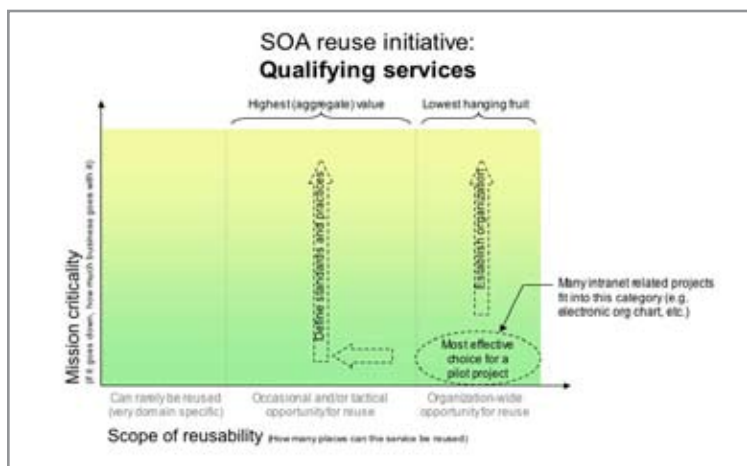 SOA reuse initiative:
Qualifying services
Highest (aggregate) value
Lowest hanging fruit
Mission criticality
(if it goes down, how much business goes with it)
Define standards and practices
Establish organization
Many intranet related projects
fit into this category (e.g.
electronic org chart, etc.)
Most effective
choice for a
pilot project
Can rarely be reused
(very domain specific)
Occasional and/or tactical
opportunity for reuse
Organization-wide
opportunity for reuse
Scope of reusability (How many places can the service be reused)